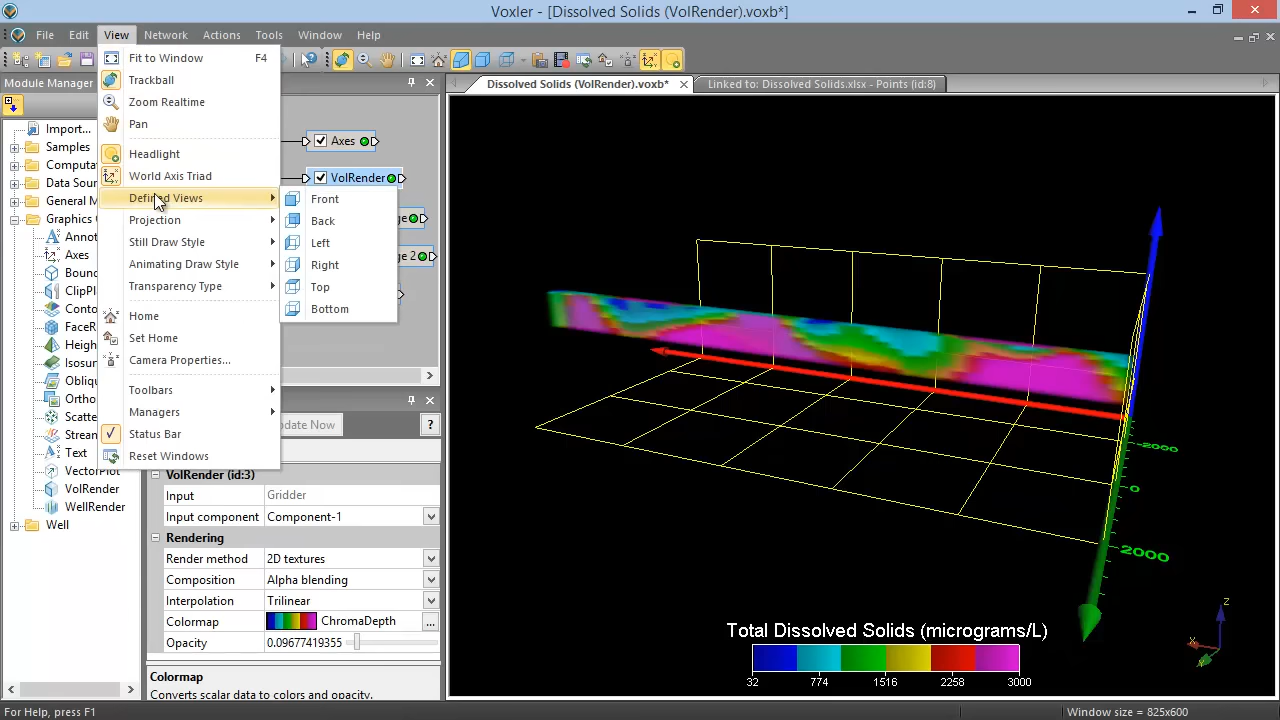 Voxler - [Dissolved Solids (VolRender).voxb*]
File Edit View Network Actions Tools Window Help
Module Manager
Fit to Window F4
Trackball
Zoom Realtime
Pan
Headlight
World Axis Triad
Defined Views
Projection
Still Draw Style
Animating Draw Style
Transparency Type
Home
Set Home
Camera Properties...
Toolbars
Managers
Status Bar
Reset Windows
Front
Back
Left
Right
Top
Bottom
Import...
Samples
Computa
Data Sour
General M
Graphics
Annot
Axes
Bound
ClipPl
Conto
FaceR
Heigh
Isosur
Obliqu
Ortho
Scatte
Stream
Text
VectorPlot
VolRender
WellRender
Well
Axes
VolRender
ge
ge 2
date Now
?
VolRender (id:3)
Input Gridder
Input component Component-1
Rendering
Render method 2D textures
Composition Alpha blending
Interpolation Trilinear
Colormap ChromaDepth ...
Opacity 0.09677419355
Colormap
Converts scalar data to colors and opacity.
Dissolved Solids (VolRender).voxb*
Linked to: Dissolved Solids.xlsx - Points (id:8)
-2000
0
2000
Z
X
Total Dissolved Solids (micrograms/L)
32 774 1516 2258 3000
For Help, press F1
Window size = 825x600